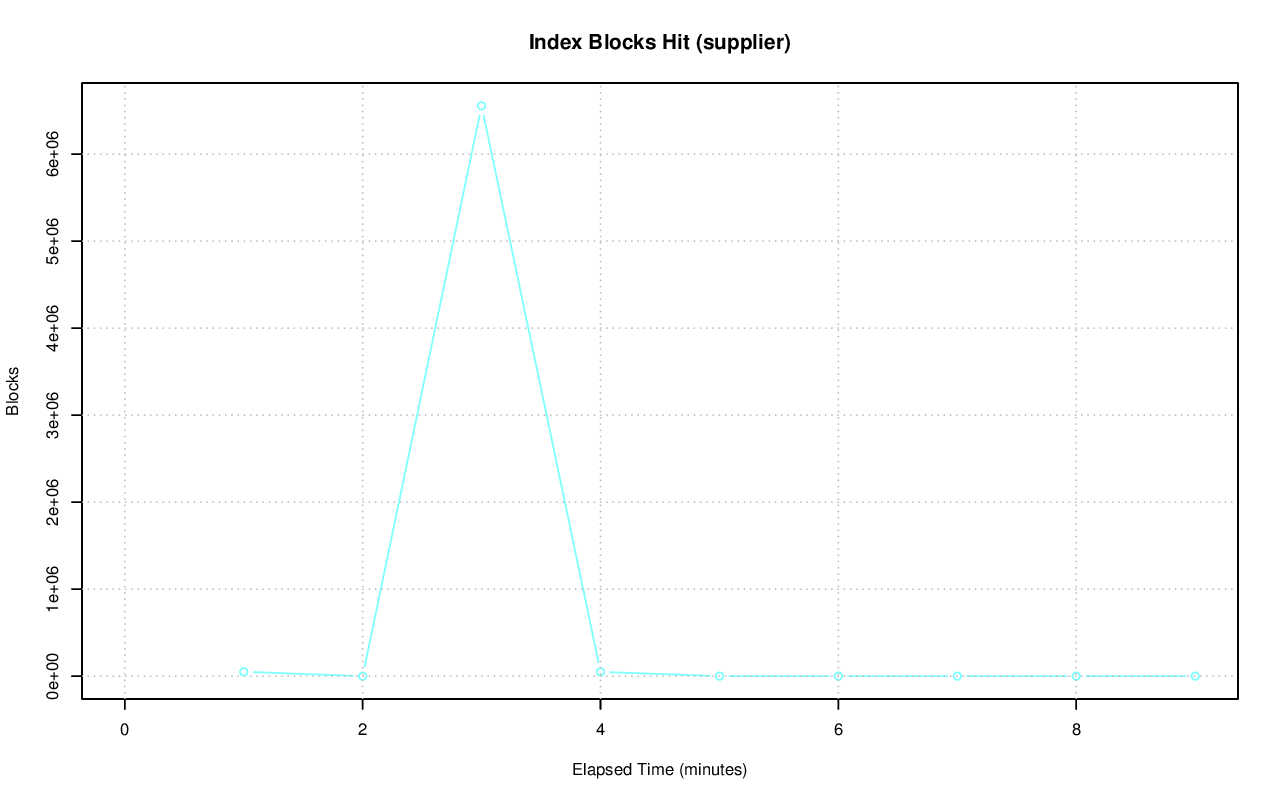 Index Blocks Hit (supplier)
6e+06
5e+06
4e+06
3e+06
2e+06
1e+06
0e+00
Blocks
0 2 4 6 8
Elapsed Time (minutes)